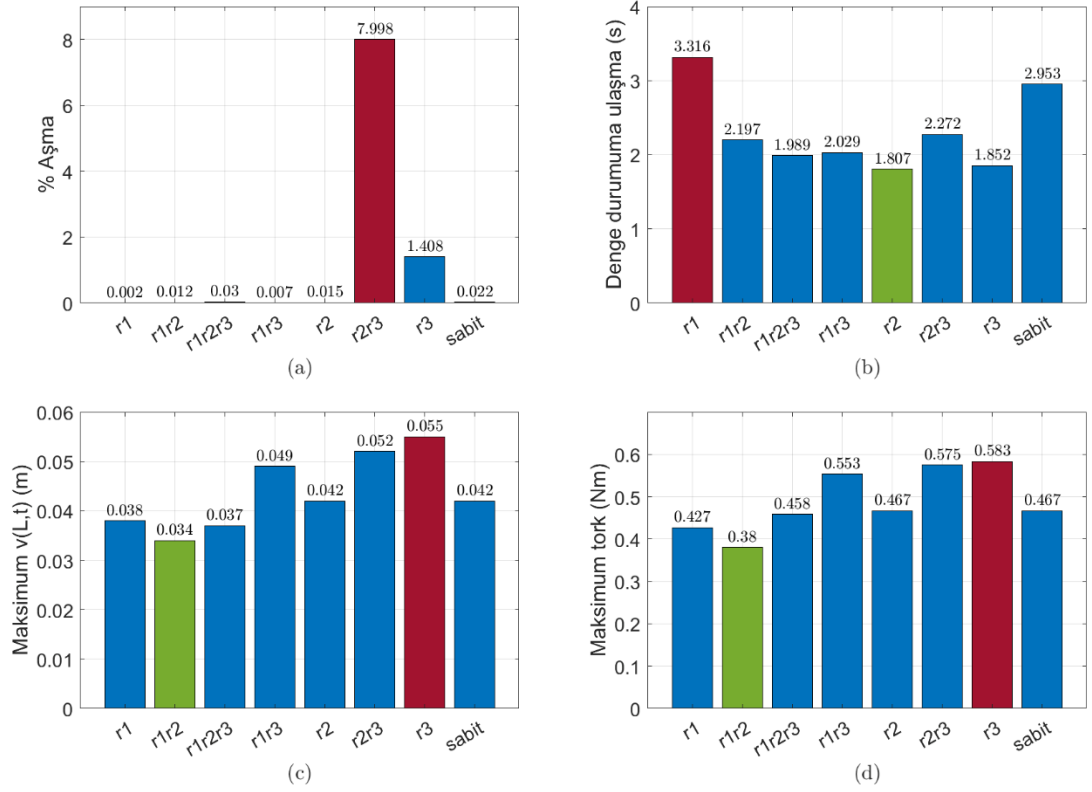 % Aşma
8
6
4
2
0
0.002
0.012
0.03
0.007
0.015
7.998
1.408
0.022
r1
r1r2
r1r2r3
r1r3
r2
r2r3
r3
sabit
(a)
Denge durumuma ulaşma (s)
4
3
2
1
0
3.316
2.197
1.989
2.029
1.807
2.272
1.852
2.953
r1
r1r2
r1r2r3
r1r3
r2
r2r3
r3
sabit
(b)
Maksimum v(L,t) (m)
0.06
0.05
0.04
0.03
0.02
0.01
0
0.038
0.034
0.037
0.049
0.042
0.052
0.055
0.042
r1
r1r2
r1r2r3
r1r3
r2
r2r3
r3
sabit
(c)
Maksimum tork (Nm)
0.6
0.5
0.4
0.3
0.2
0.1
0
0.427
0.38
0.458
0.553
0.467
0.575
0.583
0.467
r1
r1r2
r1r2r3
r1r3
r2
r2r3
r3
sabit
(d)